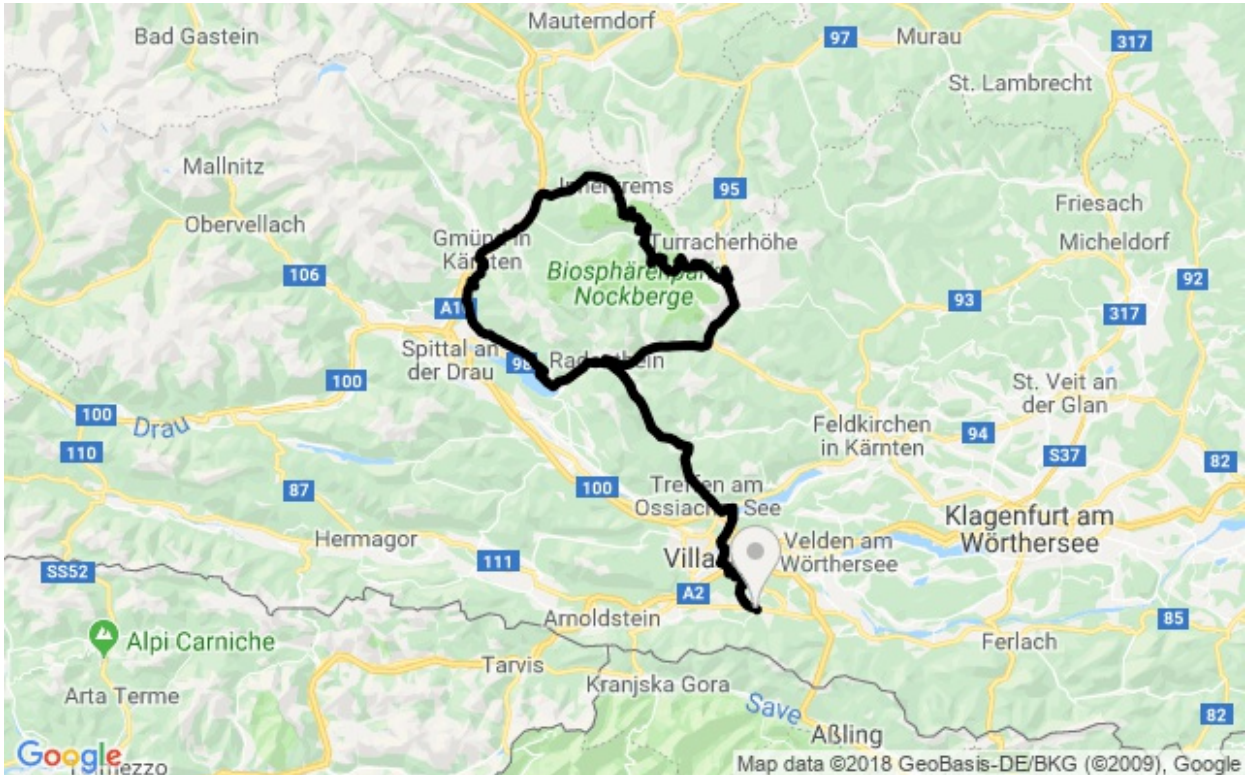 Bad Gastein
Mauterndorf
97
Murau
317
St. Lambrecht
Mallnitz
95
Friesach
Obervellach
Gmünd in
Kärnten
Turracherhöhe
Micheldorf
106
Biosphärenpark
Nockberge
92
93
317
Spittal an
der Drau
98
100
St. Veit an
der Glan
100
Drau
Feldkirchen
in Kärnten
94
S37
110
82
87
100
Treffen am
Ossiacher See
Klagenfurt am
Wörthersee
Hermagor
111
Velden am
Wörthersee
SS52
A2
Arnoldstein
85
Alpi Carniche
Ferlach
Tarvis
Kranjska Gora
Arta Terme
Save
82
Aßling
Google
Map data ©2018 GeoBasis-DE/BKG (©2009), Google